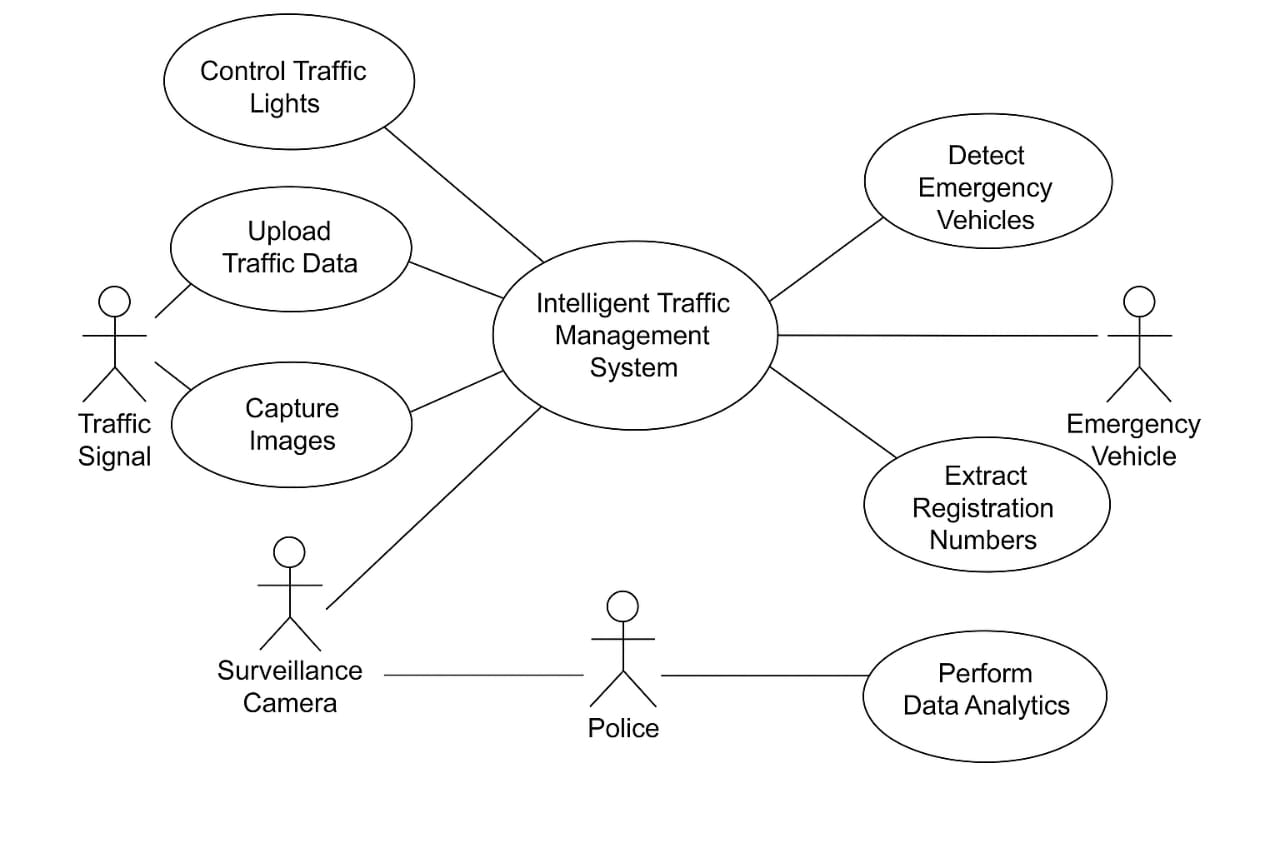 Control Traffic
Lights
Upload
Traffic Data
Capture
Images
Traffic
Signal
Surveillance
Camera
Intelligent Traffic
Management
System
Police
Detect
Emergency
Vehicles
Emergency
Vehicle
Extract
Registration
Numbers
Perform
Data Analytics